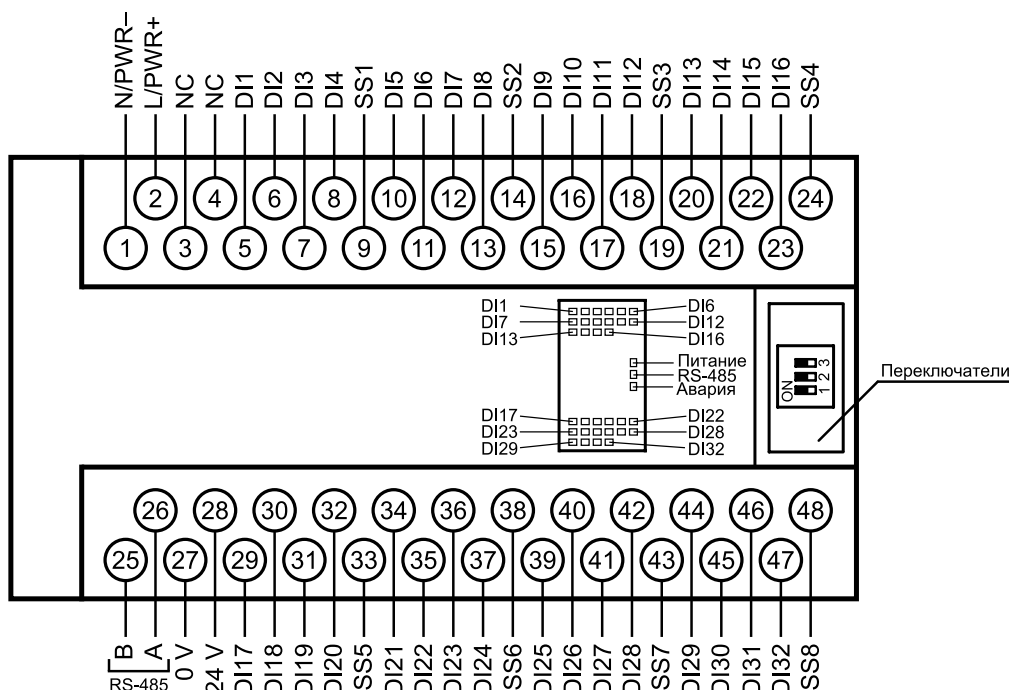 N/PWR–
L/PWR+
NC
NC
DI1
DI2
DI3
DI4
SS1
DI5
DI6
DI7
DI8
SS2
DI9
DI10
DI11
DI12
SS3
DI13
DI14
DI15
DI16
SS4
2 4 6 8 10 12 14 16 18 20 22 24
1 3 5 7 9 11 13 15 17 19 21 23
DI1 DI6
DI7 DI12
DI13 DI16
Питание
RS-485
Авария
DI17 DI22
DI23 DI28
DI29 DI32
ON
1 2 3
Переключатели
26 28 30 32 34 36 38 40 42 44 46 48
25 27 29 31 33 35 37 39 41 43 45 47
B
A
RS-485
0 V
24 V
DI17
DI18
DI19
DI20
SS5
DI21
DI22
DI23
DI24
SS6
DI25
DI26
DI27
DI28
SS7
DI29
DI30
DI31
DI32
SS8